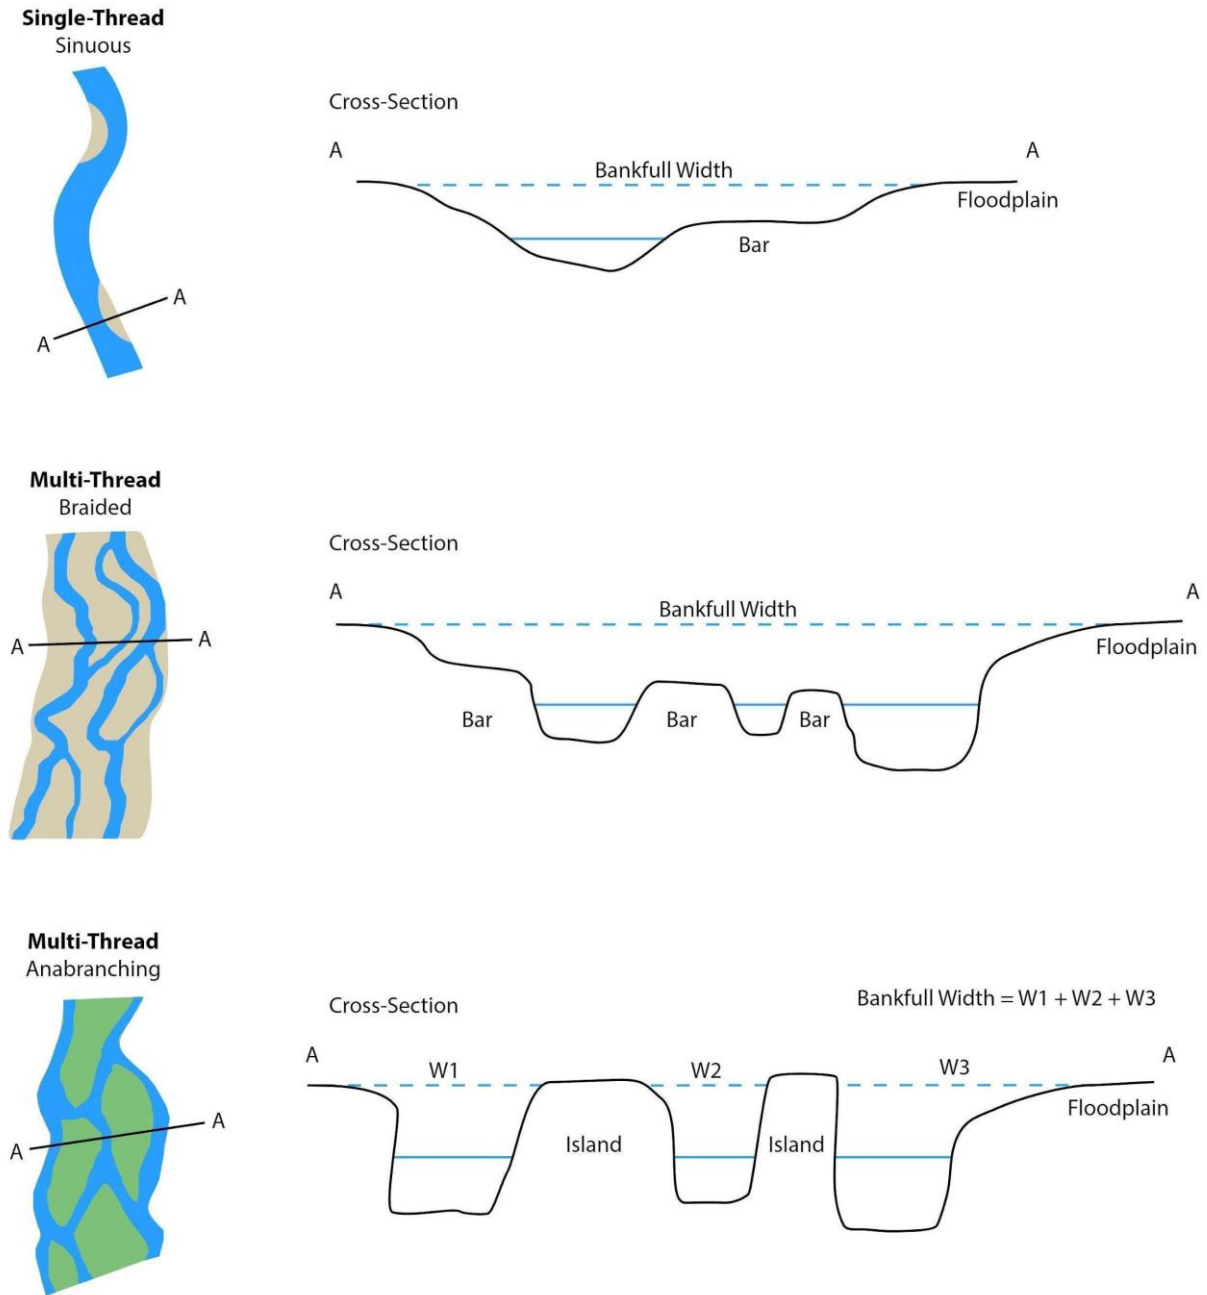 Single-Thread
Sinuous
A
A
Cross-Section
A
A
Bankfull Width
Floodplain
Bar
Multi-Thread
Braided
A
A
Cross-Section
A
A
Bankfull Width
Floodplain
Bar
Bar
Bar
Multi-Thread
Anabranching
A
A
Cross-Section
Bankfull Width = W1 + W2 + W3
A
A
W1
W2
W3
Floodplain
Island
Island